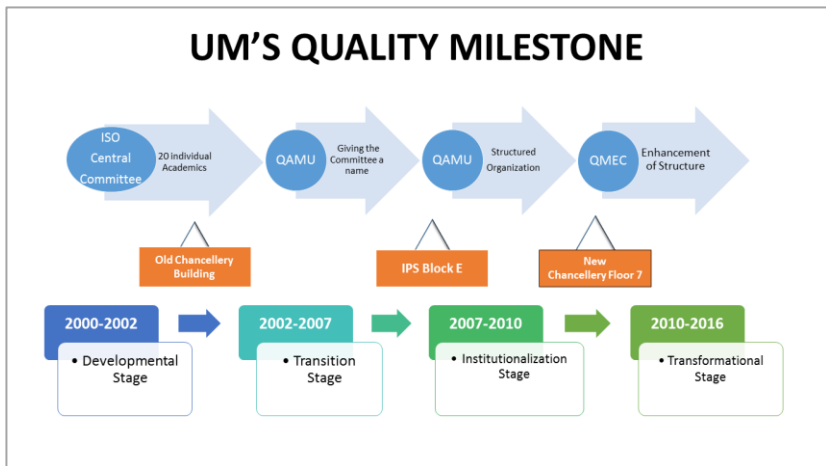 UM'S QUALITY MILESTONE
ISO
Central
Committee
20 Individual
Academics
QAMU
Giving the
Committee a
name
QAMU
Structured
Organization
QMEC
Enhancement
of Structure
Old Chancellery
Building
IPS Block E
New
Chancellery Floor 7
2000-2002
• Developmental
Stage
2002-2007
• Transition
Stage
2007-2010
• Institutionalization
Stage
2010-2016
• Transformational
Stage